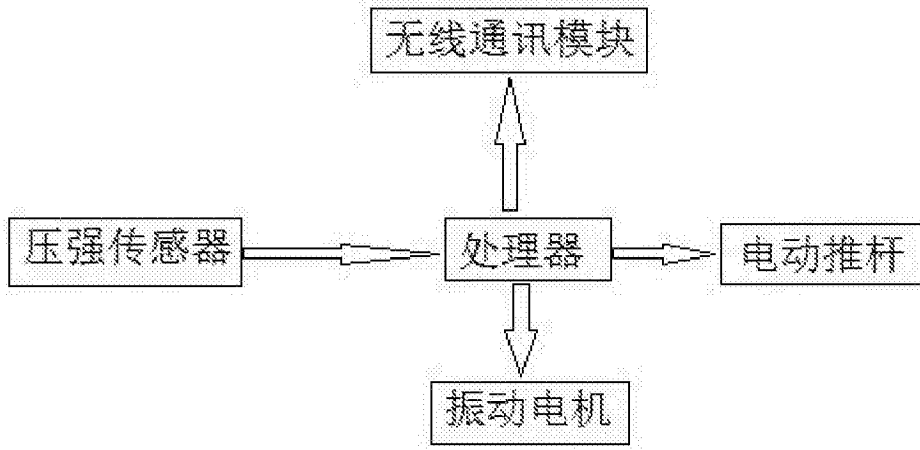 无线通讯模块
压强传感器
处理器
电动推杆
振动电机